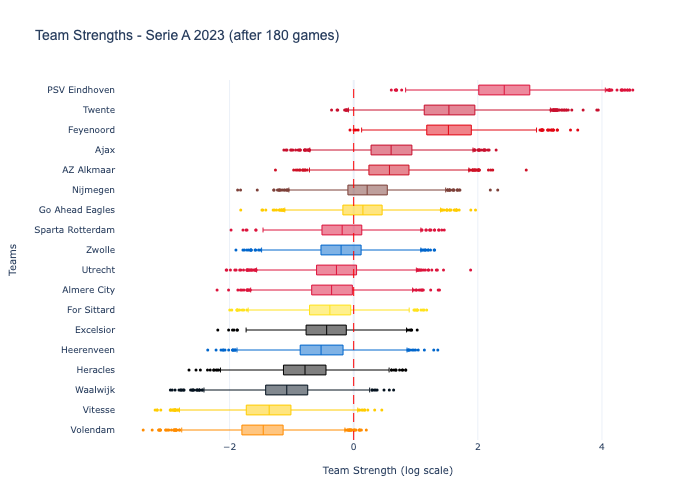 Team Strengths - Serie A 2023 (after 180 games)
PSV Eindhoven
Twente
Feyenoord
Ajax
AZ Alkmaar
Nijmegen
Go Ahead Eagles
Sparta Rotterdam
Zwolle
Utrecht
Almere City
For Sittard
Excelsior
Heerenveen
Heracles
Waalwijk
Vitesse
Volendam
Teams
−2 0 2 4
Team Strength (log scale)